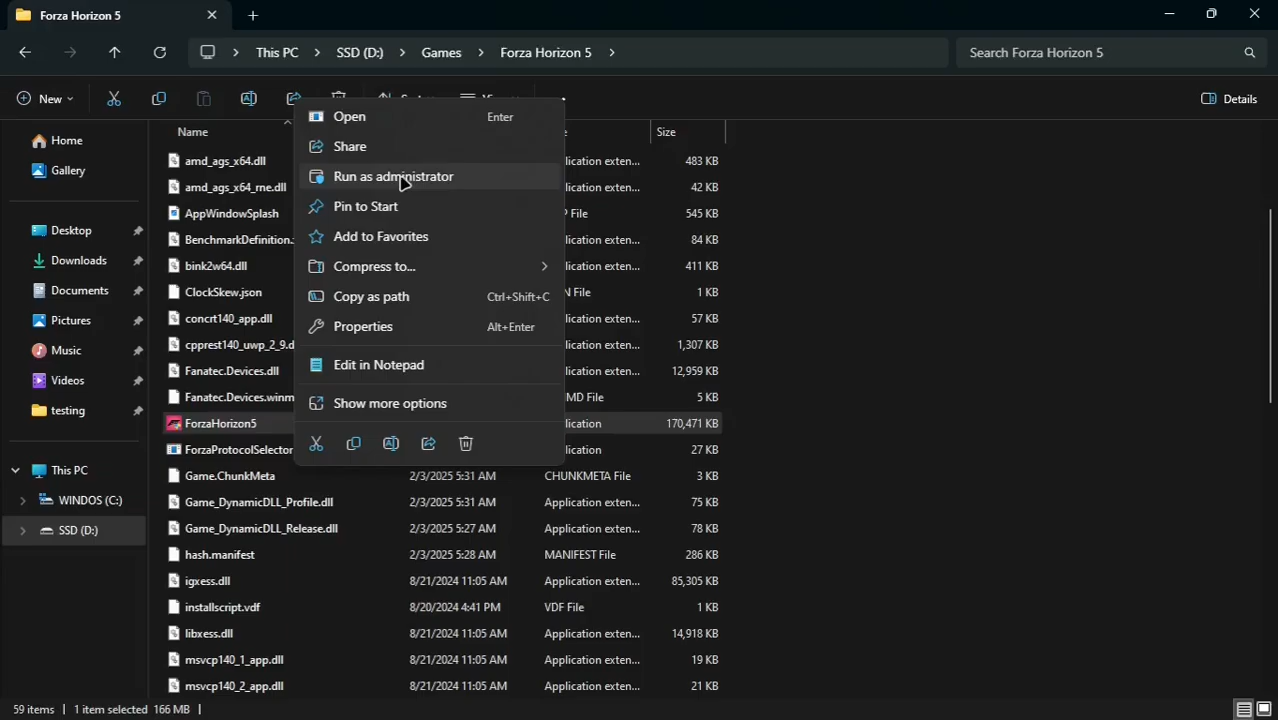 Forza Horizon 5
This PC > SSD (D:) > Games > Forza Horizon 5 >
Search Forza Horizon 5
New
Details
Name
Size
Home
Gallery
Desktop
Downloads
Documents
Pictures
Music
Videos
testing
This PC
WINDOS (C:)
SSD (D:)
Open Enter
Share
Run as administrator
Pin to Start
Add to Favorites
Compress to...
Copy as path Ctrl+Shift+C
Properties Alt+Enter
Edit in Notepad
Show more options
amd_ags_x64.dll lication exten... 483 KB
amd_ags_x64_me.dll lication exten... 42 KB
AppWindowSplash P File 545 KB
BenchmarkDefinition. lication exten... 84 KB
bink2w64.dll lication exten... 411 KB
ClockSkew.json N File 1 KB
concrt140_app.dll lication exten... 57 KB
cpprest140_uwp_2_9.d lication exten... 1,307 KB
Fanatec.Devices.dll lication exten... 12,959 KB
Fanatec.Devices.winm MD File 5 KB
ForzaHorizon5 lication 170,471 KB
ForzaProtocolSelector lication 27 KB
Game.ChunkMeta 2/3/2025 5:31 AM CHUNKMETA File 3 KB
Game_DynamicDLL_Profile.dll 2/3/2025 5:31 AM Application exten... 75 KB
Game_DynamicDLL_Release.dll 2/3/2025 5:27 AM Application exten... 78 KB
hash.manifest 2/3/2025 5:28 AM MANIFEST File 286 KB
igxess.dll 8/21/2024 11:05 AM Application exten... 85,305 KB
installscript.vdf 8/20/2024 4:41 PM VDF File 1 KB
libxess.dll 8/21/2024 11:05 AM Application exten... 14,918 KB
msvcp140_1_app.dll 8/21/2024 11:05 AM Application exten... 19 KB
msvcp140_2_app.dll 8/21/2024 11:05 AM Application exten... 21 KB
59 items | 1 item selected 166 MB |